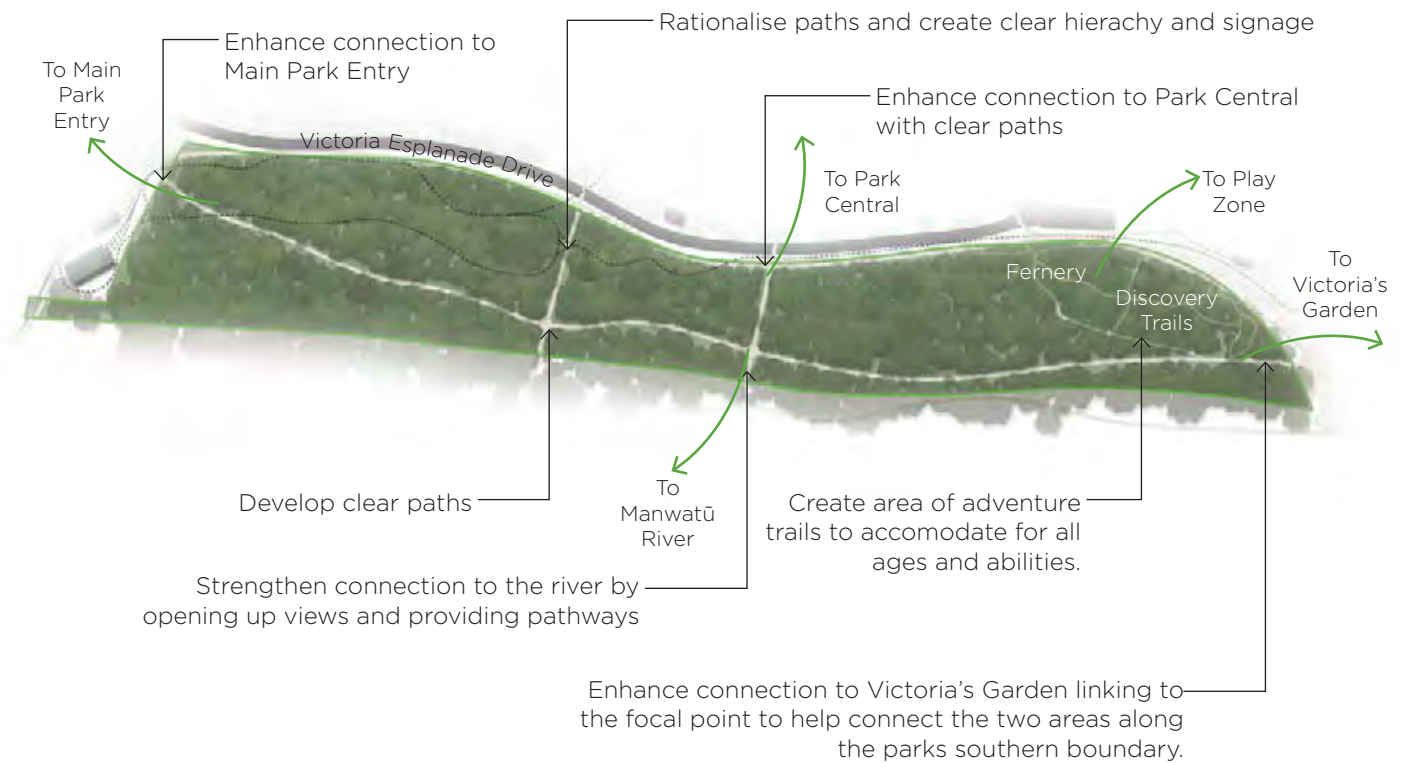 Rationalise paths and create clear hierachy and signage
Enhance connection to
Main Park Entry
To Main
Park
Entry
Enhance connection to Park Central
with clear paths
Victoria Esplanade Drive
To Park
Central
To Play
Zone
To
Victoria's
Garden
Fernery
Discovery
Trails
Develop clear paths
To
Manwatū
River
Create area of adventure
trails to accomodate for all
ages and abilities.
Strengthen connection to the river by
opening up views and providing pathways
Enhance connection to Victoria's Garden linking to
the focal point to help connect the two areas along
the parks southern boundary.